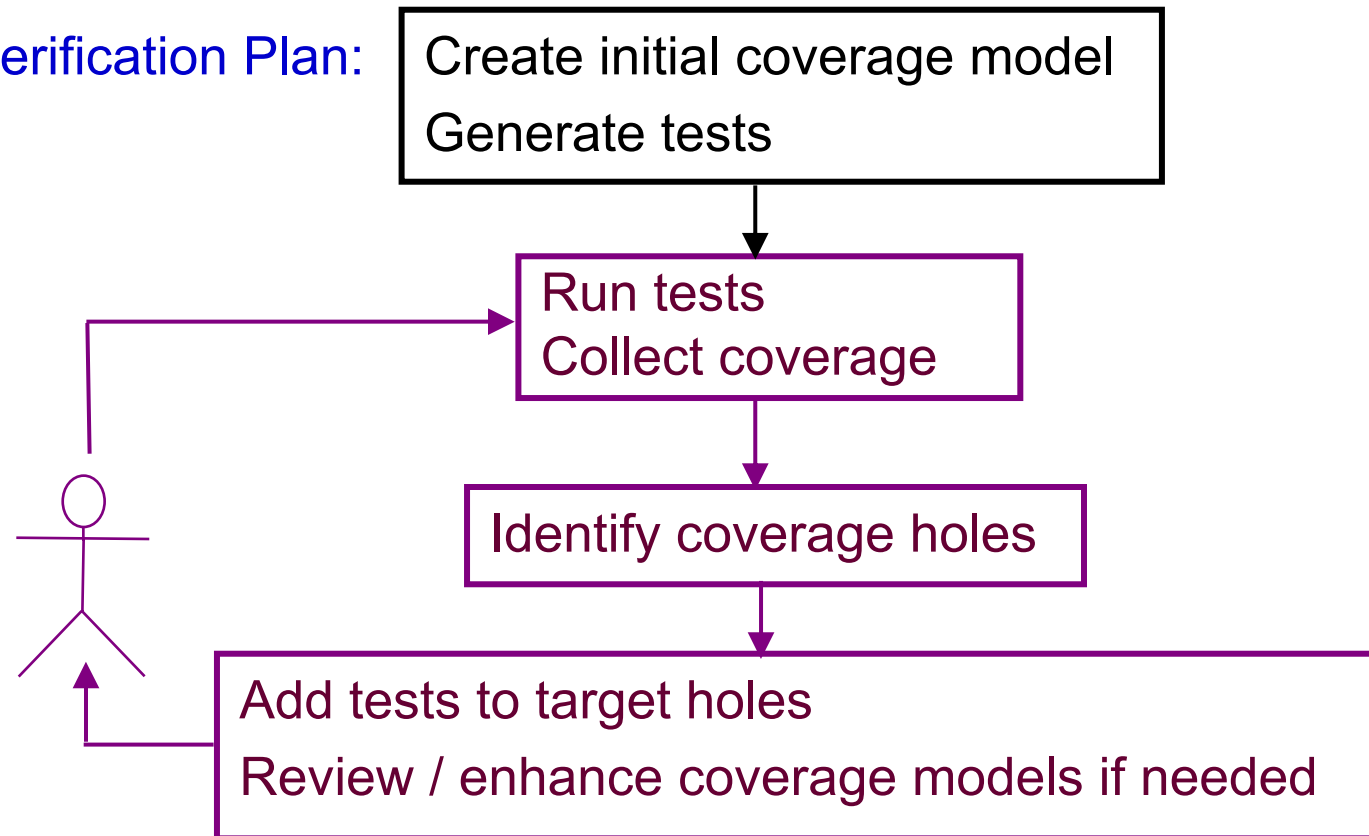 erification Plan:
Create initial coverage model
Generate tests
Run tests
Collect coverage
Identify coverage holes
Add tests to target holes
Review / enhance coverage models if needed